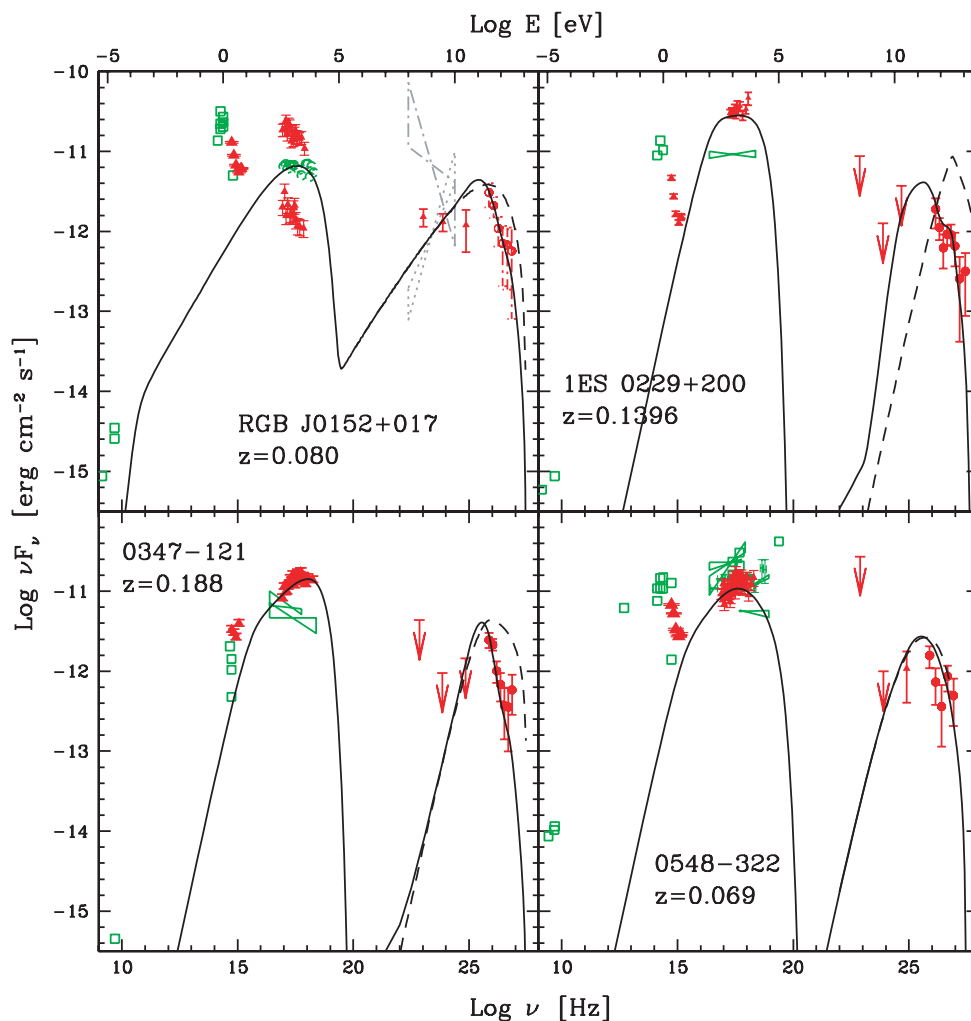 Log E [eV]
-5 0 5 10 -5 0 5 10
-10
-11
-12
-13
-14
-15
RGB J0152+017
z=0.080
1ES 0229+200
z=0.1396
Log νFν [erg cm−2 s−1]
-11
-12
-13
-14
-15
0347-121
z=0.188
0548-322
z=0.069
10 15 20 25 10 15 20 25
Log ν [Hz]